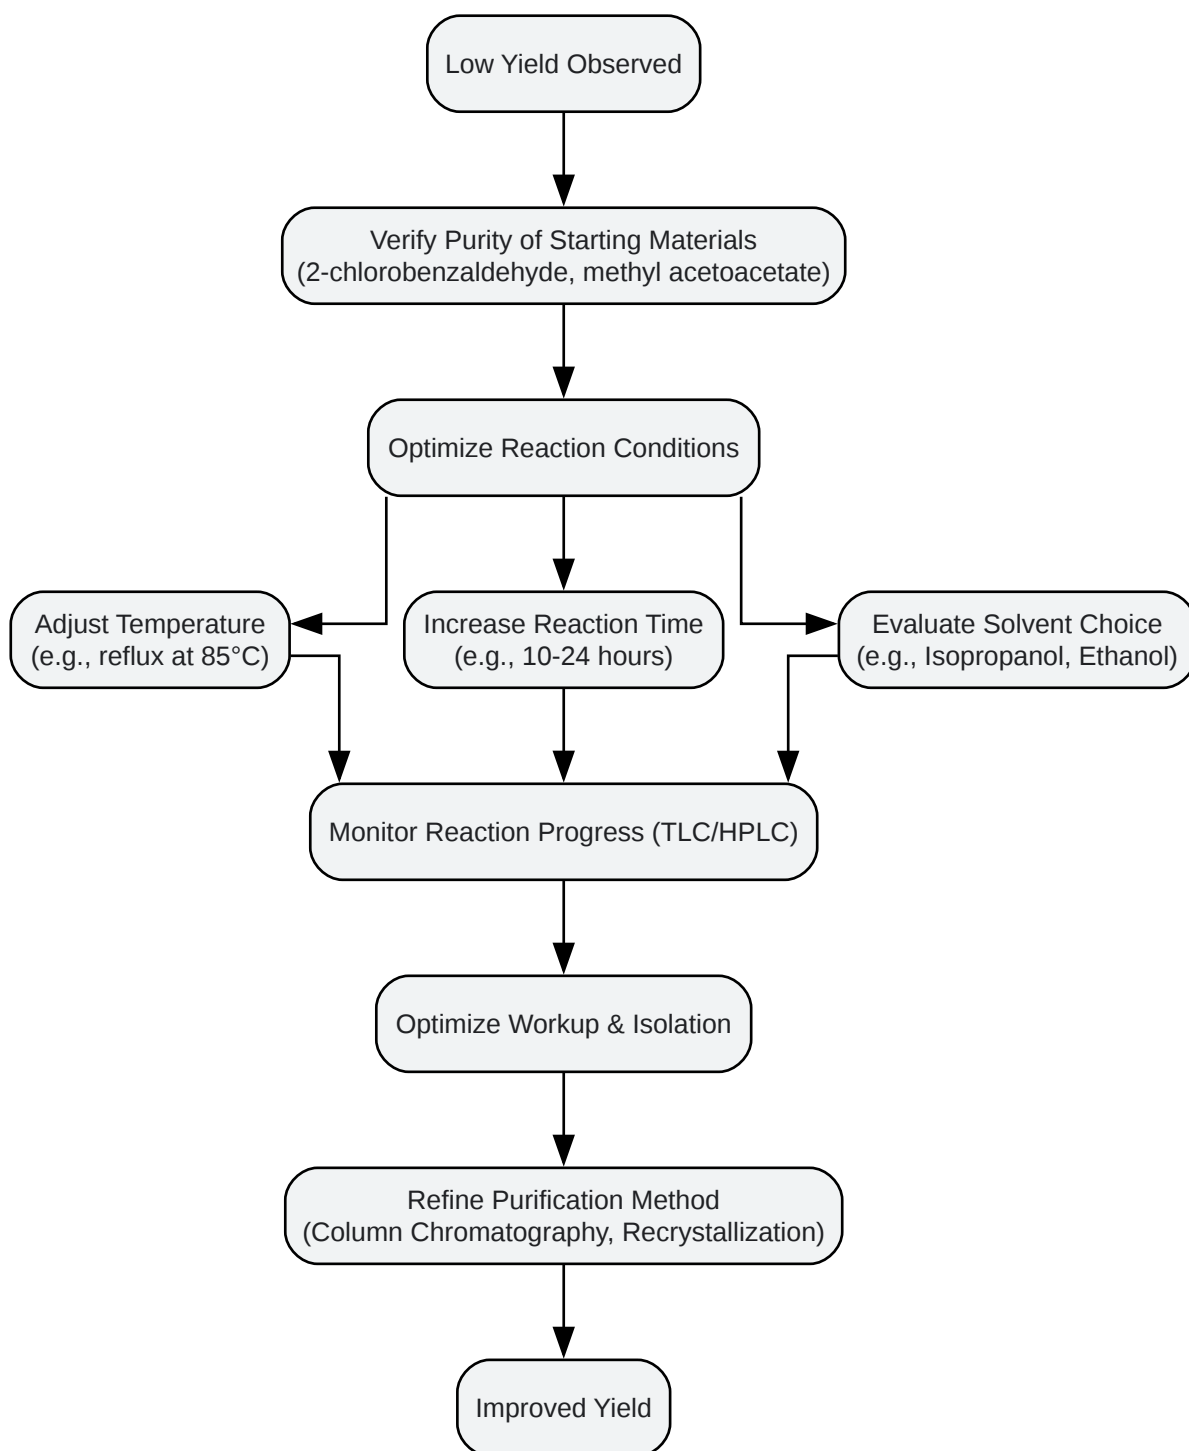 Low Yield Observed
Verify Purity of Starting Materials
(2-chlorobenzaldehyde, methyl acetoacetate)
Optimize Reaction Conditions
Adjust Temperature
(e.g., reflux at 85°C)
Increase Reaction Time
(e.g., 10-24 hours)
Evaluate Solvent Choice
(e.g., Isopropanol, Ethanol)
Monitor Reaction Progress (TLC/HPLC)
Optimize Workup & Isolation
Refine Purification Method
(Column Chromatography, Recrystallization)
Improved Yield